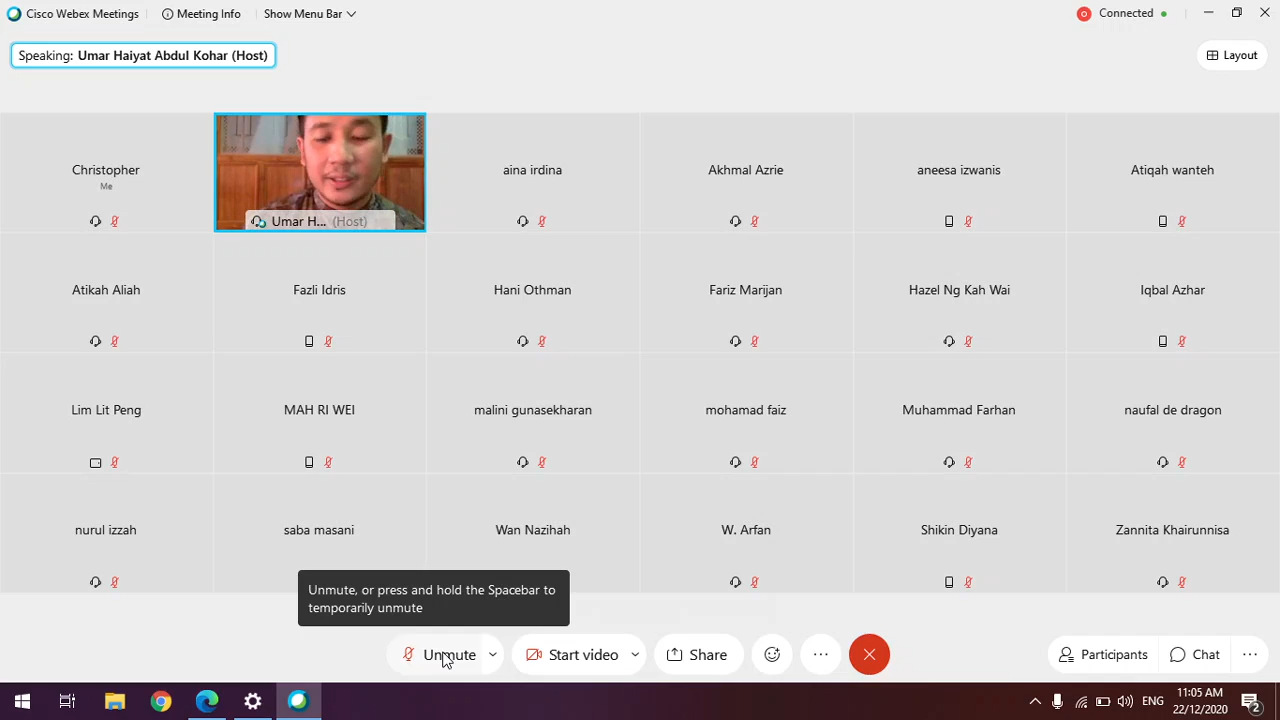 Cisco Webex Meetings
Meeting Info
Show Menu Bar
Connected
Speaking: Umar Haiyat Abdul Kohar (Host)
Layout
Christopher
Me
Umar H... (Host)
aina irdina
Akhmal Azrie
aneesa izwanis
Atiqah wanteh
Atikah Aliah
Fazli Idris
Hani Othman
Fariz Marijan
Hazel Ng Kah Wai
Iqbal Azhar
Lim Lit Peng
MAH RI WEI
malini gunasekharan
mohamad faiz
Muhammad Farhan
naufal de dragon
nurul izzah
saba masani
Wan Nazihah
W. Arfan
Shikin Diyana
Zannita Khairunnisa
Unmute, or press and hold the Spacebar to
temporarily unmute
Unmute
Start video
Share
Participants
Chat
ENG
11:05 AM
22/12/2020
2